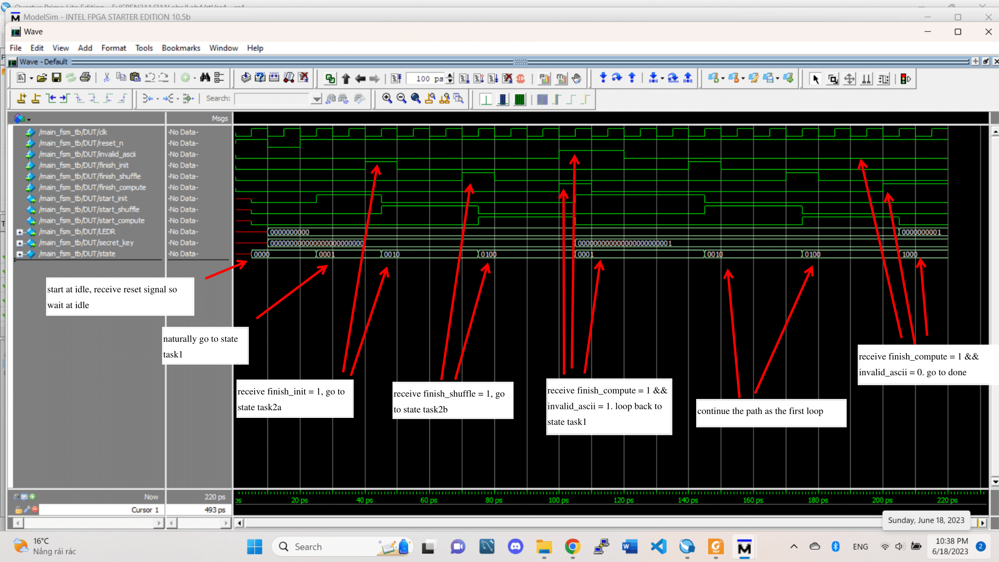 Quartus Prime Lite Edition - F:/CPEN311/311Labs/Lab4/rtl/rc4 - rc4
ModelSim - INTEL FPGA STARTER EDITION 10.5b
Wave
File Edit View Add Format Tools Bookmarks Window Help
Wave - Default
100 ps
Search:
Msgs
/main_fsm_tb/DUT/clk -No Data-
/main_fsm_tb/DUT/reset_n -No Data-
/main_fsm_tb/DUT/invalid_ascii -No Data-
/main_fsm_tb/DUT/finish_init -No Data-
/main_fsm_tb/DUT/finish_shuffle -No Data-
/main_fsm_tb/DUT/finish_compute -No Data-
/main_fsm_tb/DUT/start_init -No Data-
/main_fsm_tb/DUT/start_shuffle -No Data-
/main_fsm_tb/DUT/start_compute -No Data-
/main_fsm_tb/DUT/LEDR -No Data- 0000000000 0000000001
/main_fsm_tb/DUT/secret_key -No Data- 000000000000000000000000 000000000000000000000001
/main_fsm_tb/DUT/state -No Data- 0000 0001 0010 0100 0001 0010 0100 1000
start at idle, receive reset signal so
wait at idle
naturally go to state
task1
receive finish_init = 1, go to
state task2a
receive finish_shuffle = 1, go
to state task2b
receive finish_compute = 1 &&
invalid_ascii = 1. loop back to
state task1
continue the path as the first loop
receive finish_compute = 1 &&
invalid_ascii = 0. go to done
Now 220 ps
ps 20 ps 40 ps 60 ps 80 ps 100 ps 120 ps 140 ps 160 ps 180 ps 200 ps 220 ps
Cursor 1 493 ps
Sunday, June 18, 2023
16°C
Nắng rải rác
Search
ENG
10:38 PM
6/18/2023
2